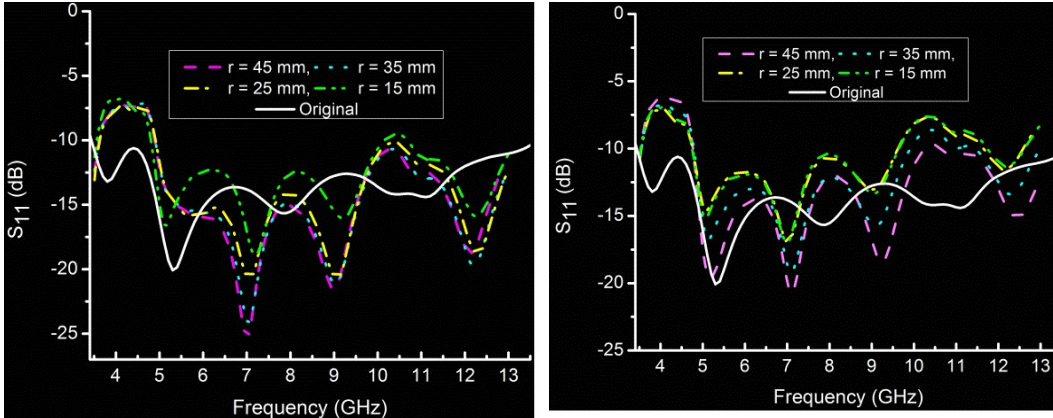 0
-5
-10
-15
-20
-25
S11 (dB)
r = 45 mm, r = 35 mm
r = 25 mm, r = 15 mm
Original
4 5 6 7 8 9 10 11 12 13
Frequency (GHz)
0
-5
-10
-15
-20
-25
S11 (dB)
r = 45 mm, r = 35 mm,
r = 25 mm, r = 15 mm
Original
4 5 6 7 8 9 10 11 12 13
Frequency (GHz)